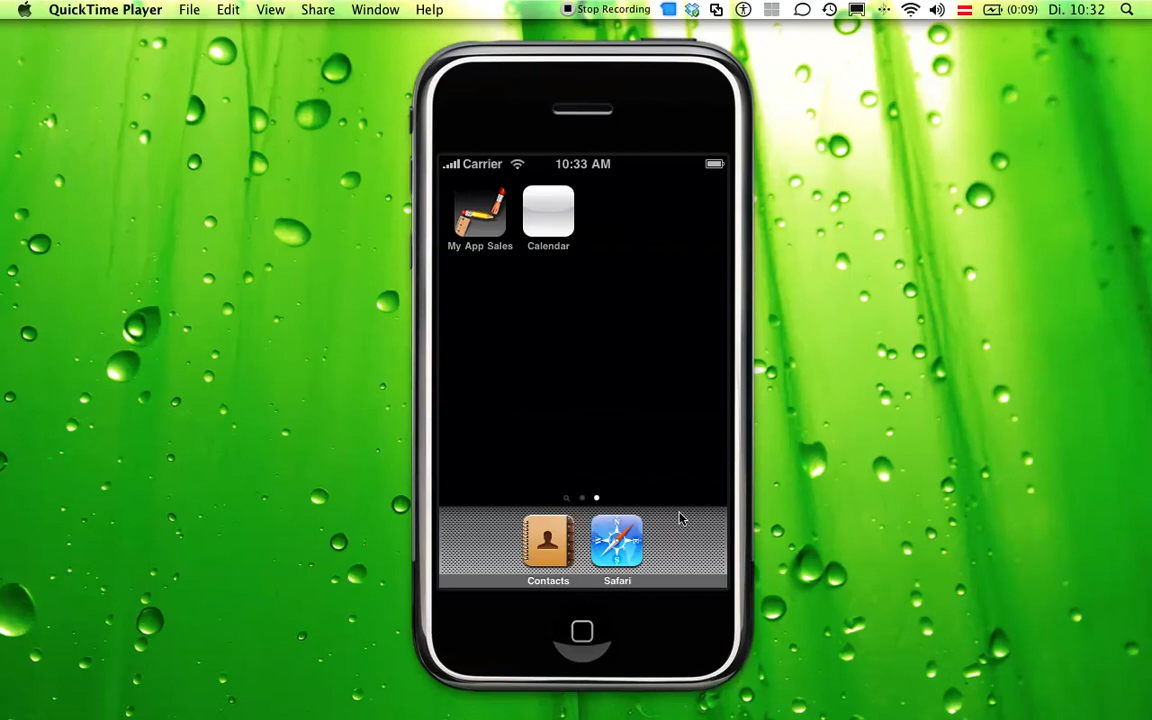 QuickTime Player File Edit View Share Window Help Stop Recording (0:09) Di. 10:32
Carrier 10:33 AM
My App Sales Calendar
Contacts Safari